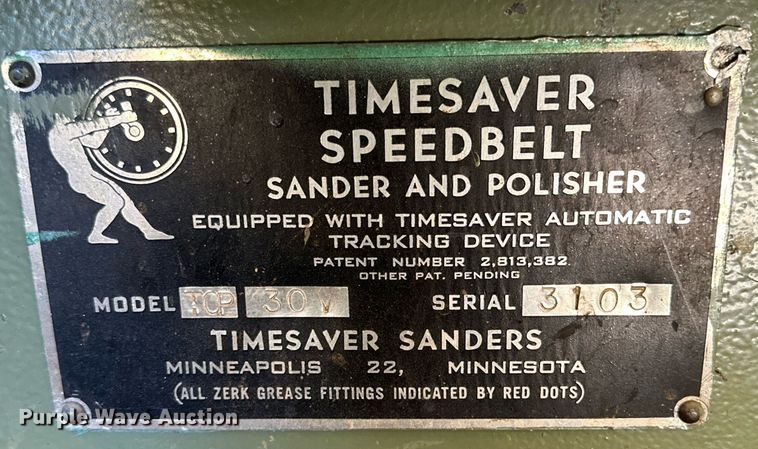 TIMESAVER
SPEEDBELT
SANDER AND POLISHER
EQUIPPED WITH TIMESAVER AUTOMATIC
TRACKING DEVICE
PATENT NUMBER 2,813,382.
OTHER PAT. PENDING
MODEL TCP 30 V SERIAL 3103
TIMESAVER SANDERS
MINNEAPOLIS 22, MINNESOTA
(ALL ZERK GREASE FITTINGS INDICATED BY RED DOTS)
Purple Wave Auction